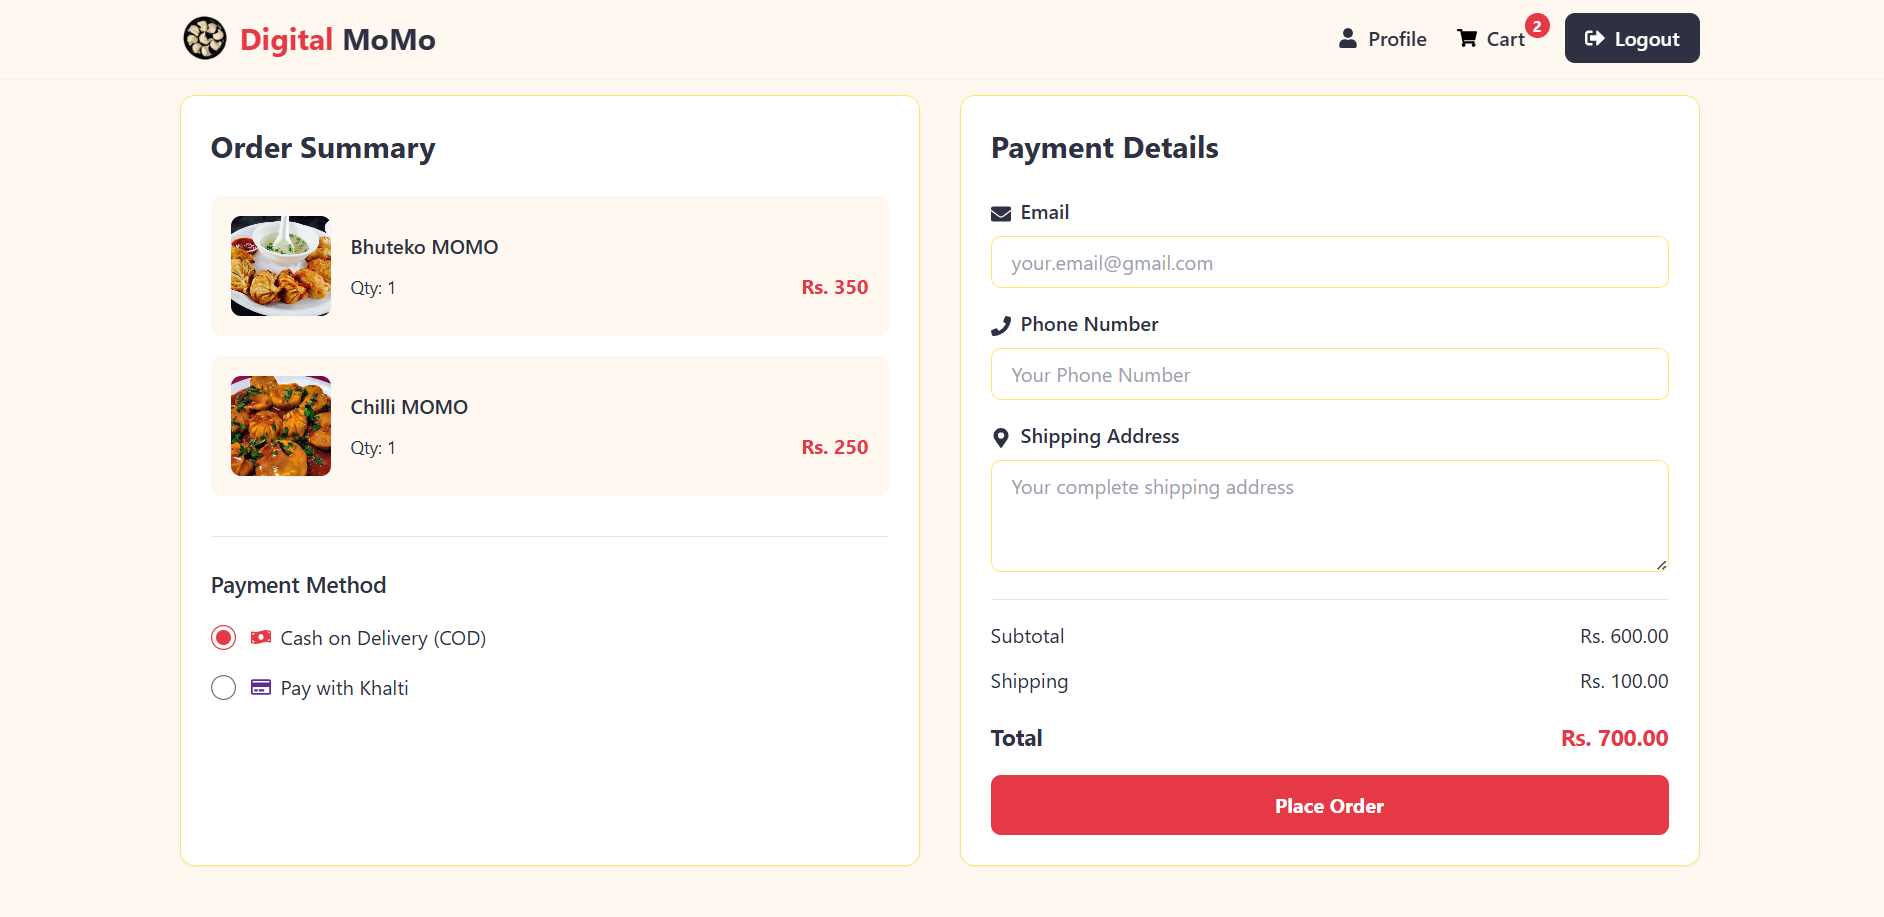 Digital MoMo
Profile
Cart
2
Logout
Order Summary
Bhuteko MOMO
Qty: 1
Rs. 350
Chilli MOMO
Qty: 1
Rs. 250
Payment Method
Cash on Delivery (COD)
Pay with Khalti
Payment Details
Email
your.email@gmail.com
Phone Number
Your Phone Number
Shipping Address
Your complete shipping address
Subtotal
Rs. 600.00
Shipping
Rs. 100.00
Total
Rs. 700.00
Place Order